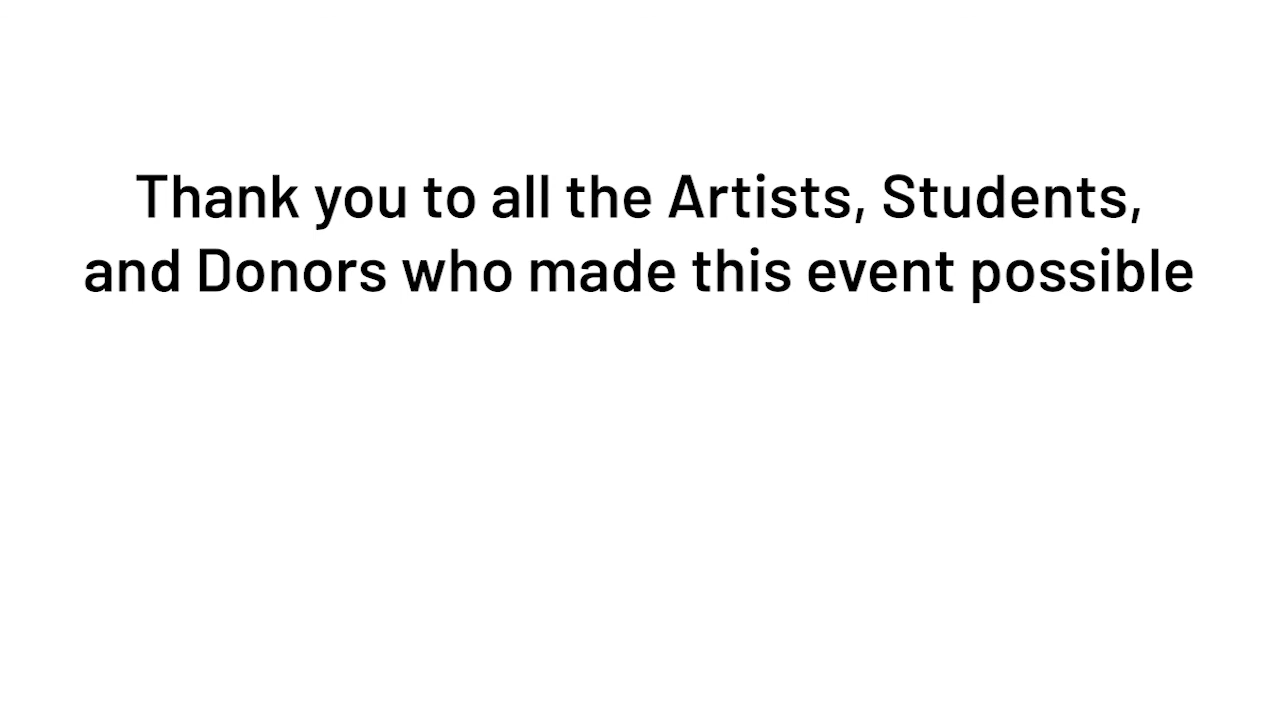 Thank you to all the Artists, Students,
and Donors who made this event possible